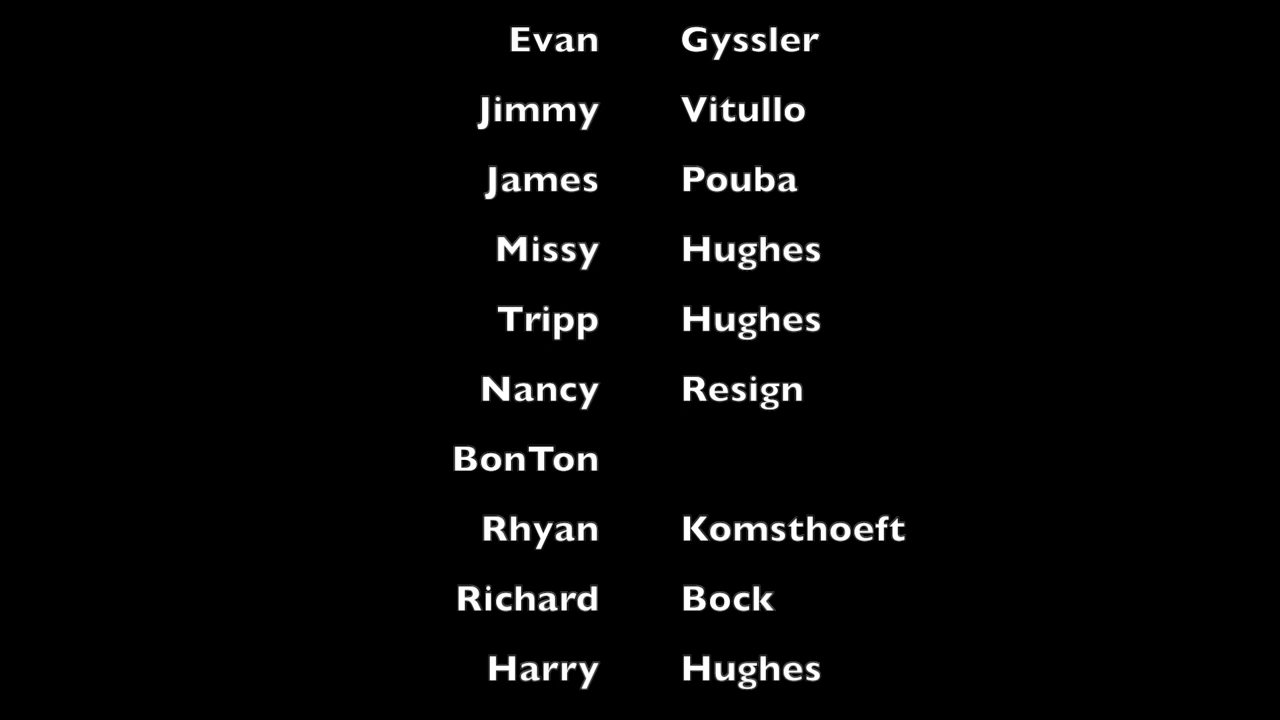 Evan Gyssler
Jimmy Vitullo
James Pouba
Missy Hughes
Tripp Hughes
Nancy Resign
BonTon
Rhyan Komsthoeft
Richard Bock
Harry Hughes